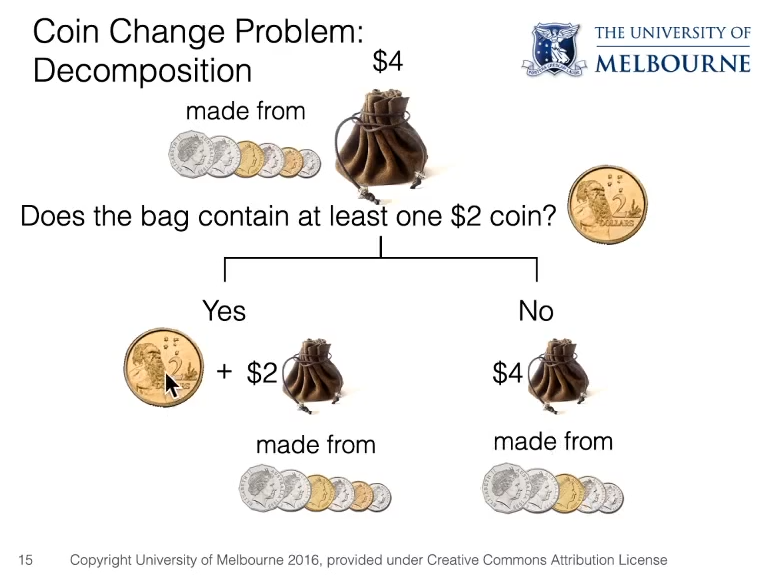 Coin Change Problem:
Decomposition
THE UNIVERSITY OF
MELBOURNE
$4
made from
Does the bag contain at least one $2 coin?
Yes
No
+ $2
$4
made from
made from
15 Copyright University of Melbourne 2016, provided under Creative Commons Attribution License